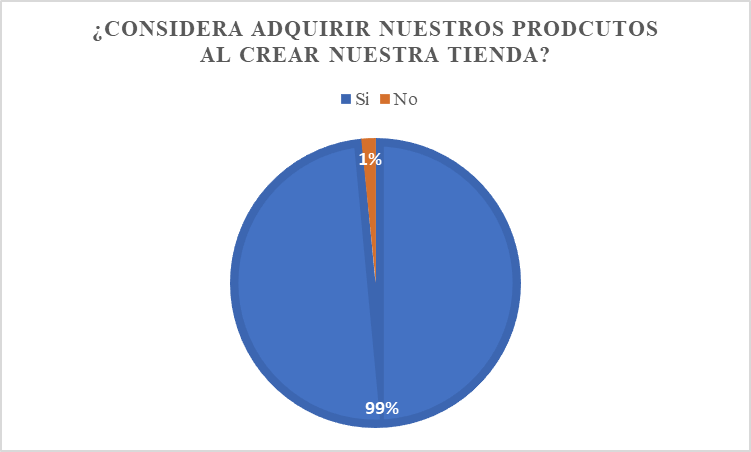 ¿CONSIDERA ADQUIRIR NUESTROS PRODCUTOS
AL CREAR NUESTRA TIENDA?
Si No
1%
99%